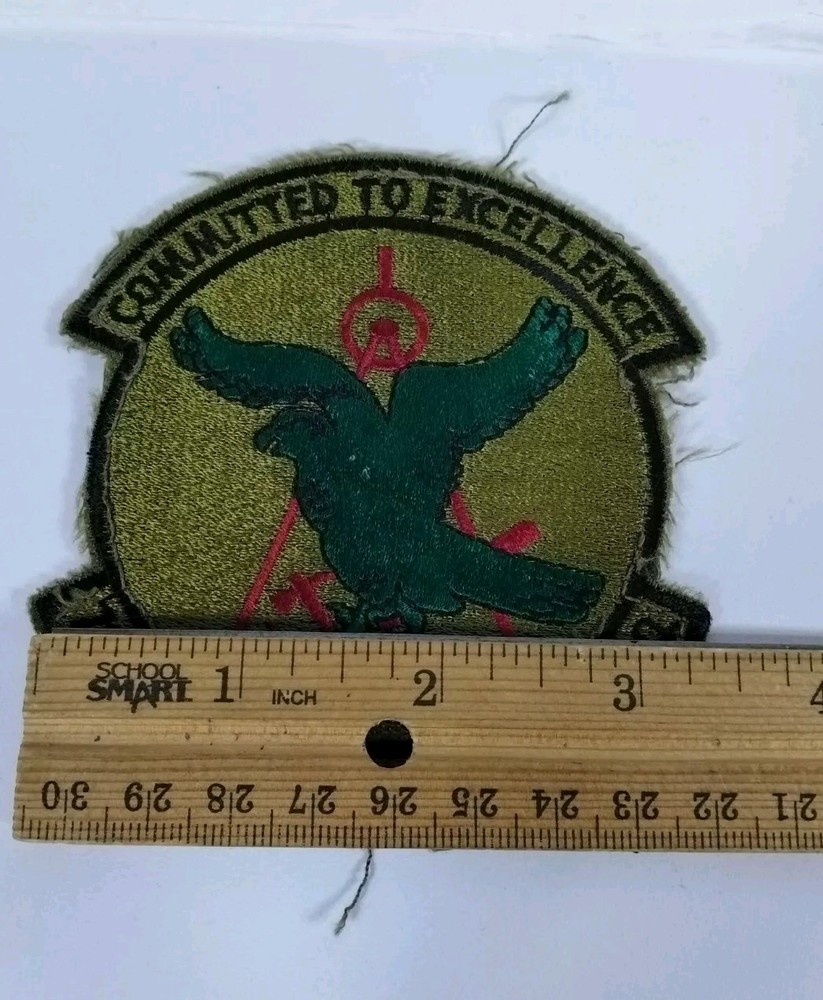 COMMITTED TO EXCELLENCE
SCHOOL
SMART
1 INCH 2 3 4
30 29 28 27 26 25 24 23 22 21